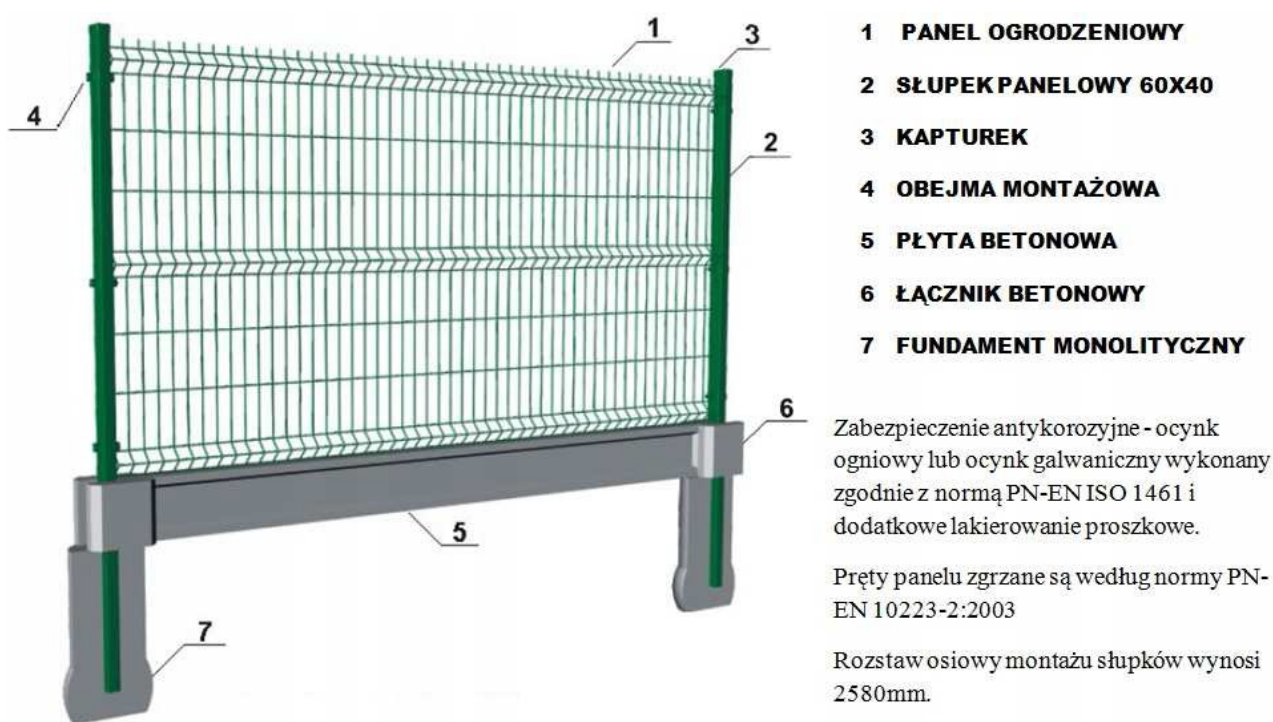 1
3
4
2
6
5
7
1 PANEL OGRODZENIOWY
2 SŁUPEK PANELOWY 60X40
3 KAPTUREK
4 OBEJMA MONTAŻOWA
5 PŁYTA BETONOWA
6 ŁĄCZNIK BETONOWY
7 FUNDAMENT MONOLITYCZNY
Zabezpieczenie antykorozyjne - ocynk
ogniowy lub ocynk galwaniczny wykonany
zgodnie z normą PN-EN ISO 1461 i
dodatkowe lakierowanie proszkowe.
Pręty panelu zgrzane są według normy PN-
EN 10223-2:2003
Rozstaw osiowy montażu słupków wynosi
2580mm.